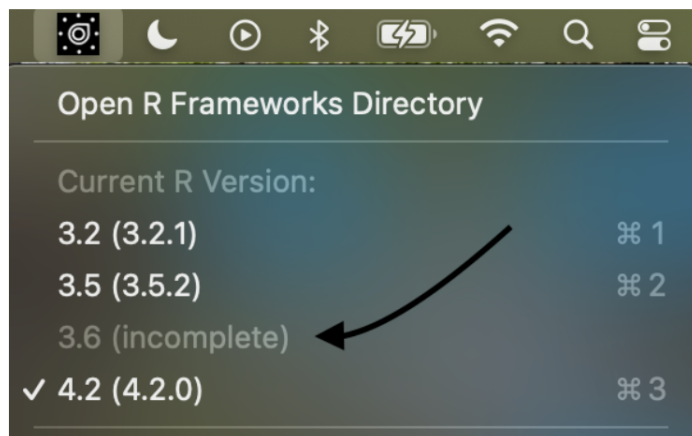 Open R Frameworks Directory
Current R Version:
3.2 (3.2.1) ⌘ 1
3.5 (3.5.2) ⌘ 2
3.6 (incomplete)
✓ 4.2 (4.2.0) ⌘ 3